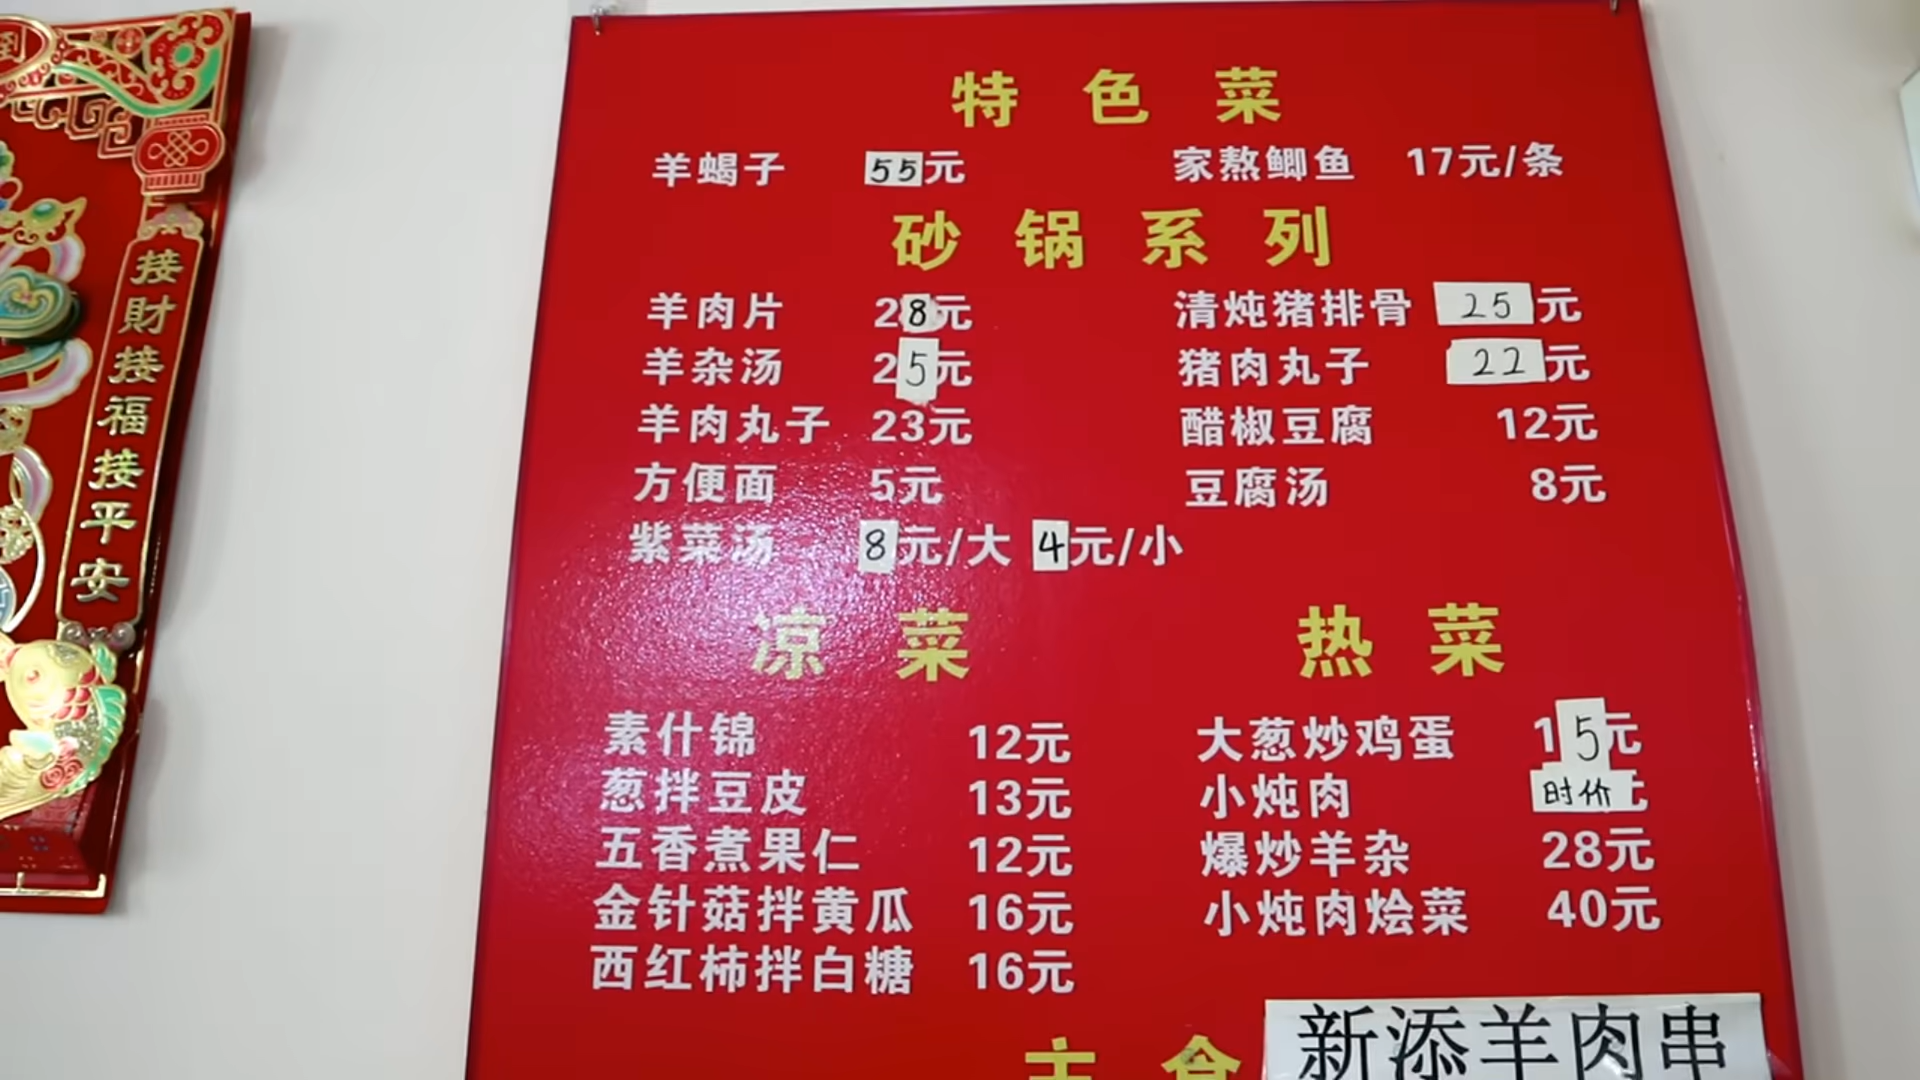 接財接福接平安
特色菜
羊蝎子 55元 家熬鲫鱼 17元/条
砂锅系列
羊肉片 28元 清炖猪排骨 25元
羊杂汤 25元 猪肉丸子 22元
羊肉丸子 23元 醋椒豆腐 12元
方便面 5元 豆腐汤 8元
紫菜汤 8元/大 4元/小
凉菜 热菜
素什锦 12元 大葱炒鸡蛋 15元
葱拌豆皮 13元 小炖肉 时价
五香煮果仁 12元 爆炒羊杂 28元
金针菇拌黄瓜 16元 小炖肉烩菜 40元
西红柿拌白糖 16元
主食
新添羊肉串